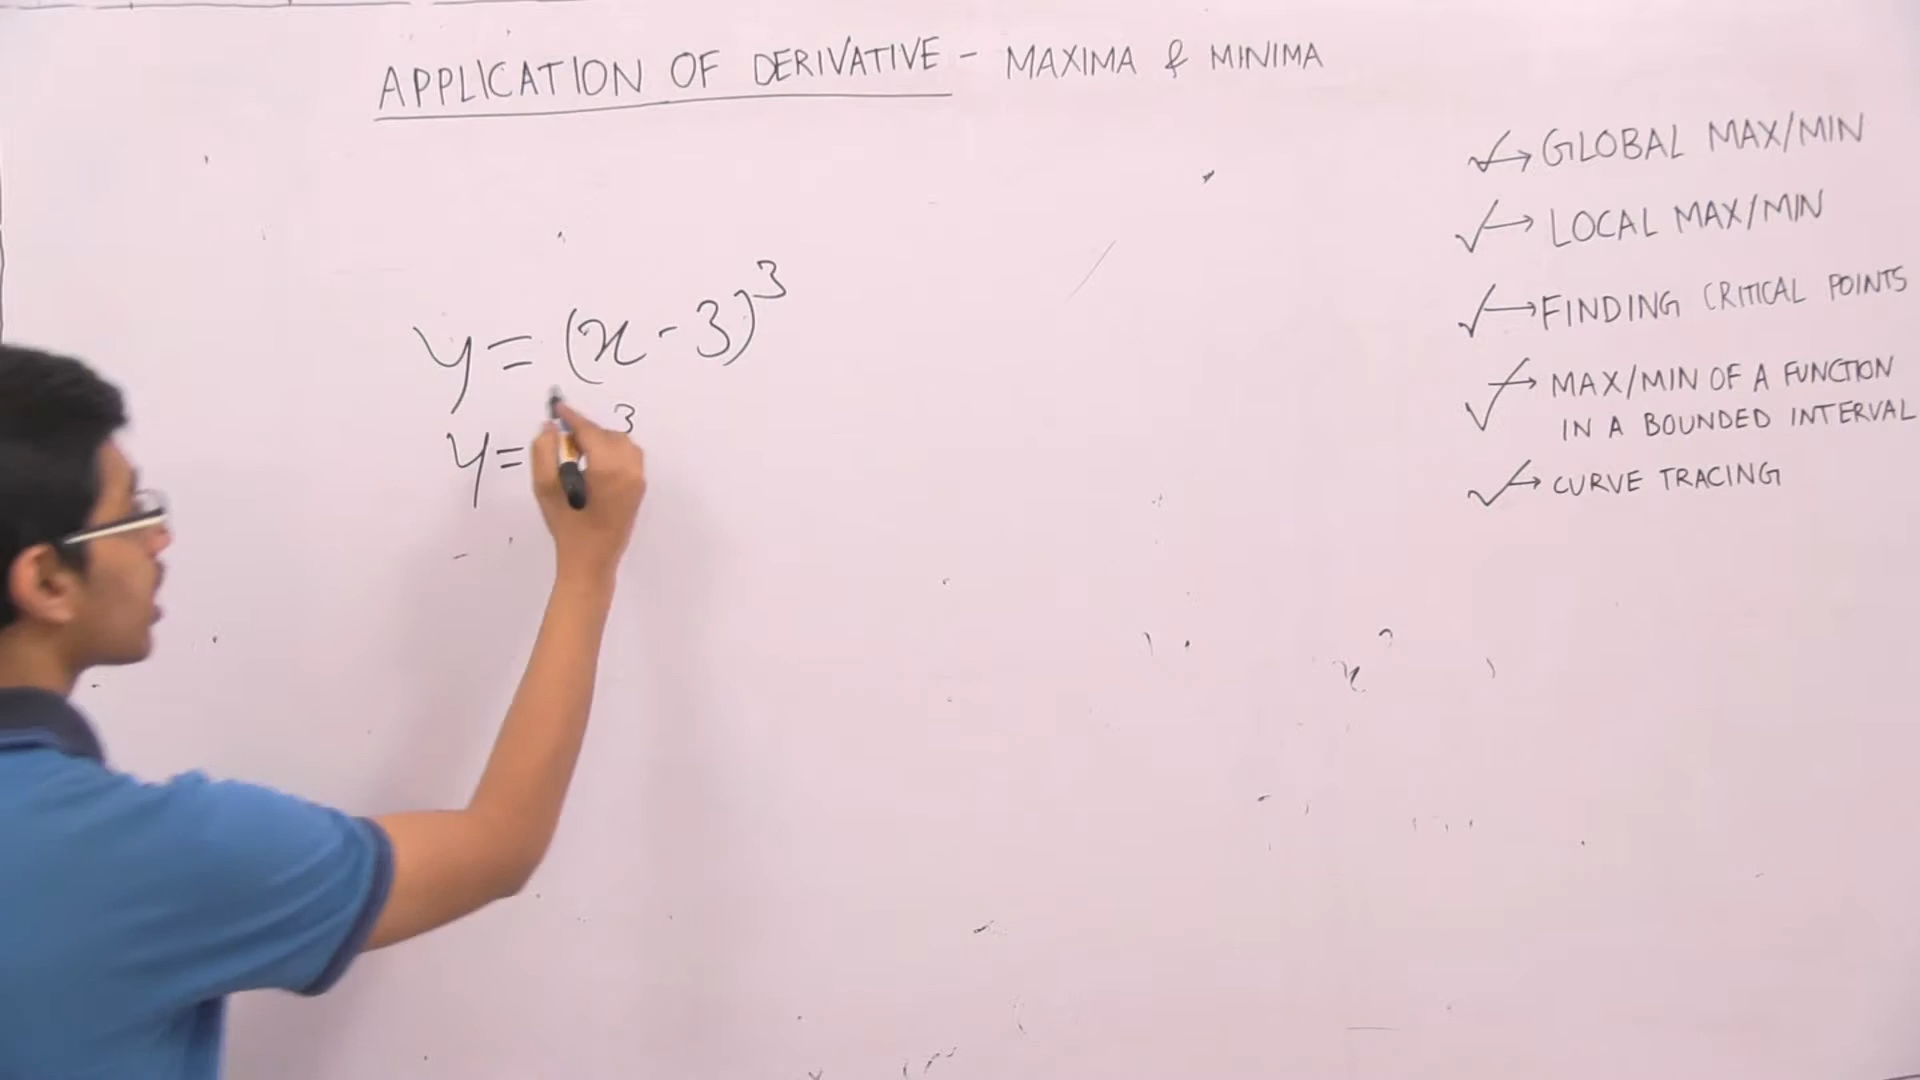 APPLICATION OF DERIVATIVE - MAXIMA & MINIMA
y = (x - 3)^3
y = 3
✓→ GLOBAL MAX/MIN
✓→ LOCAL MAX/MIN
✓→ FINDING CRITICAL POINTS
✓→ MAX/MIN OF A FUNCTION
IN A BOUNDED INTERVAL
✓→ CURVE TRACING